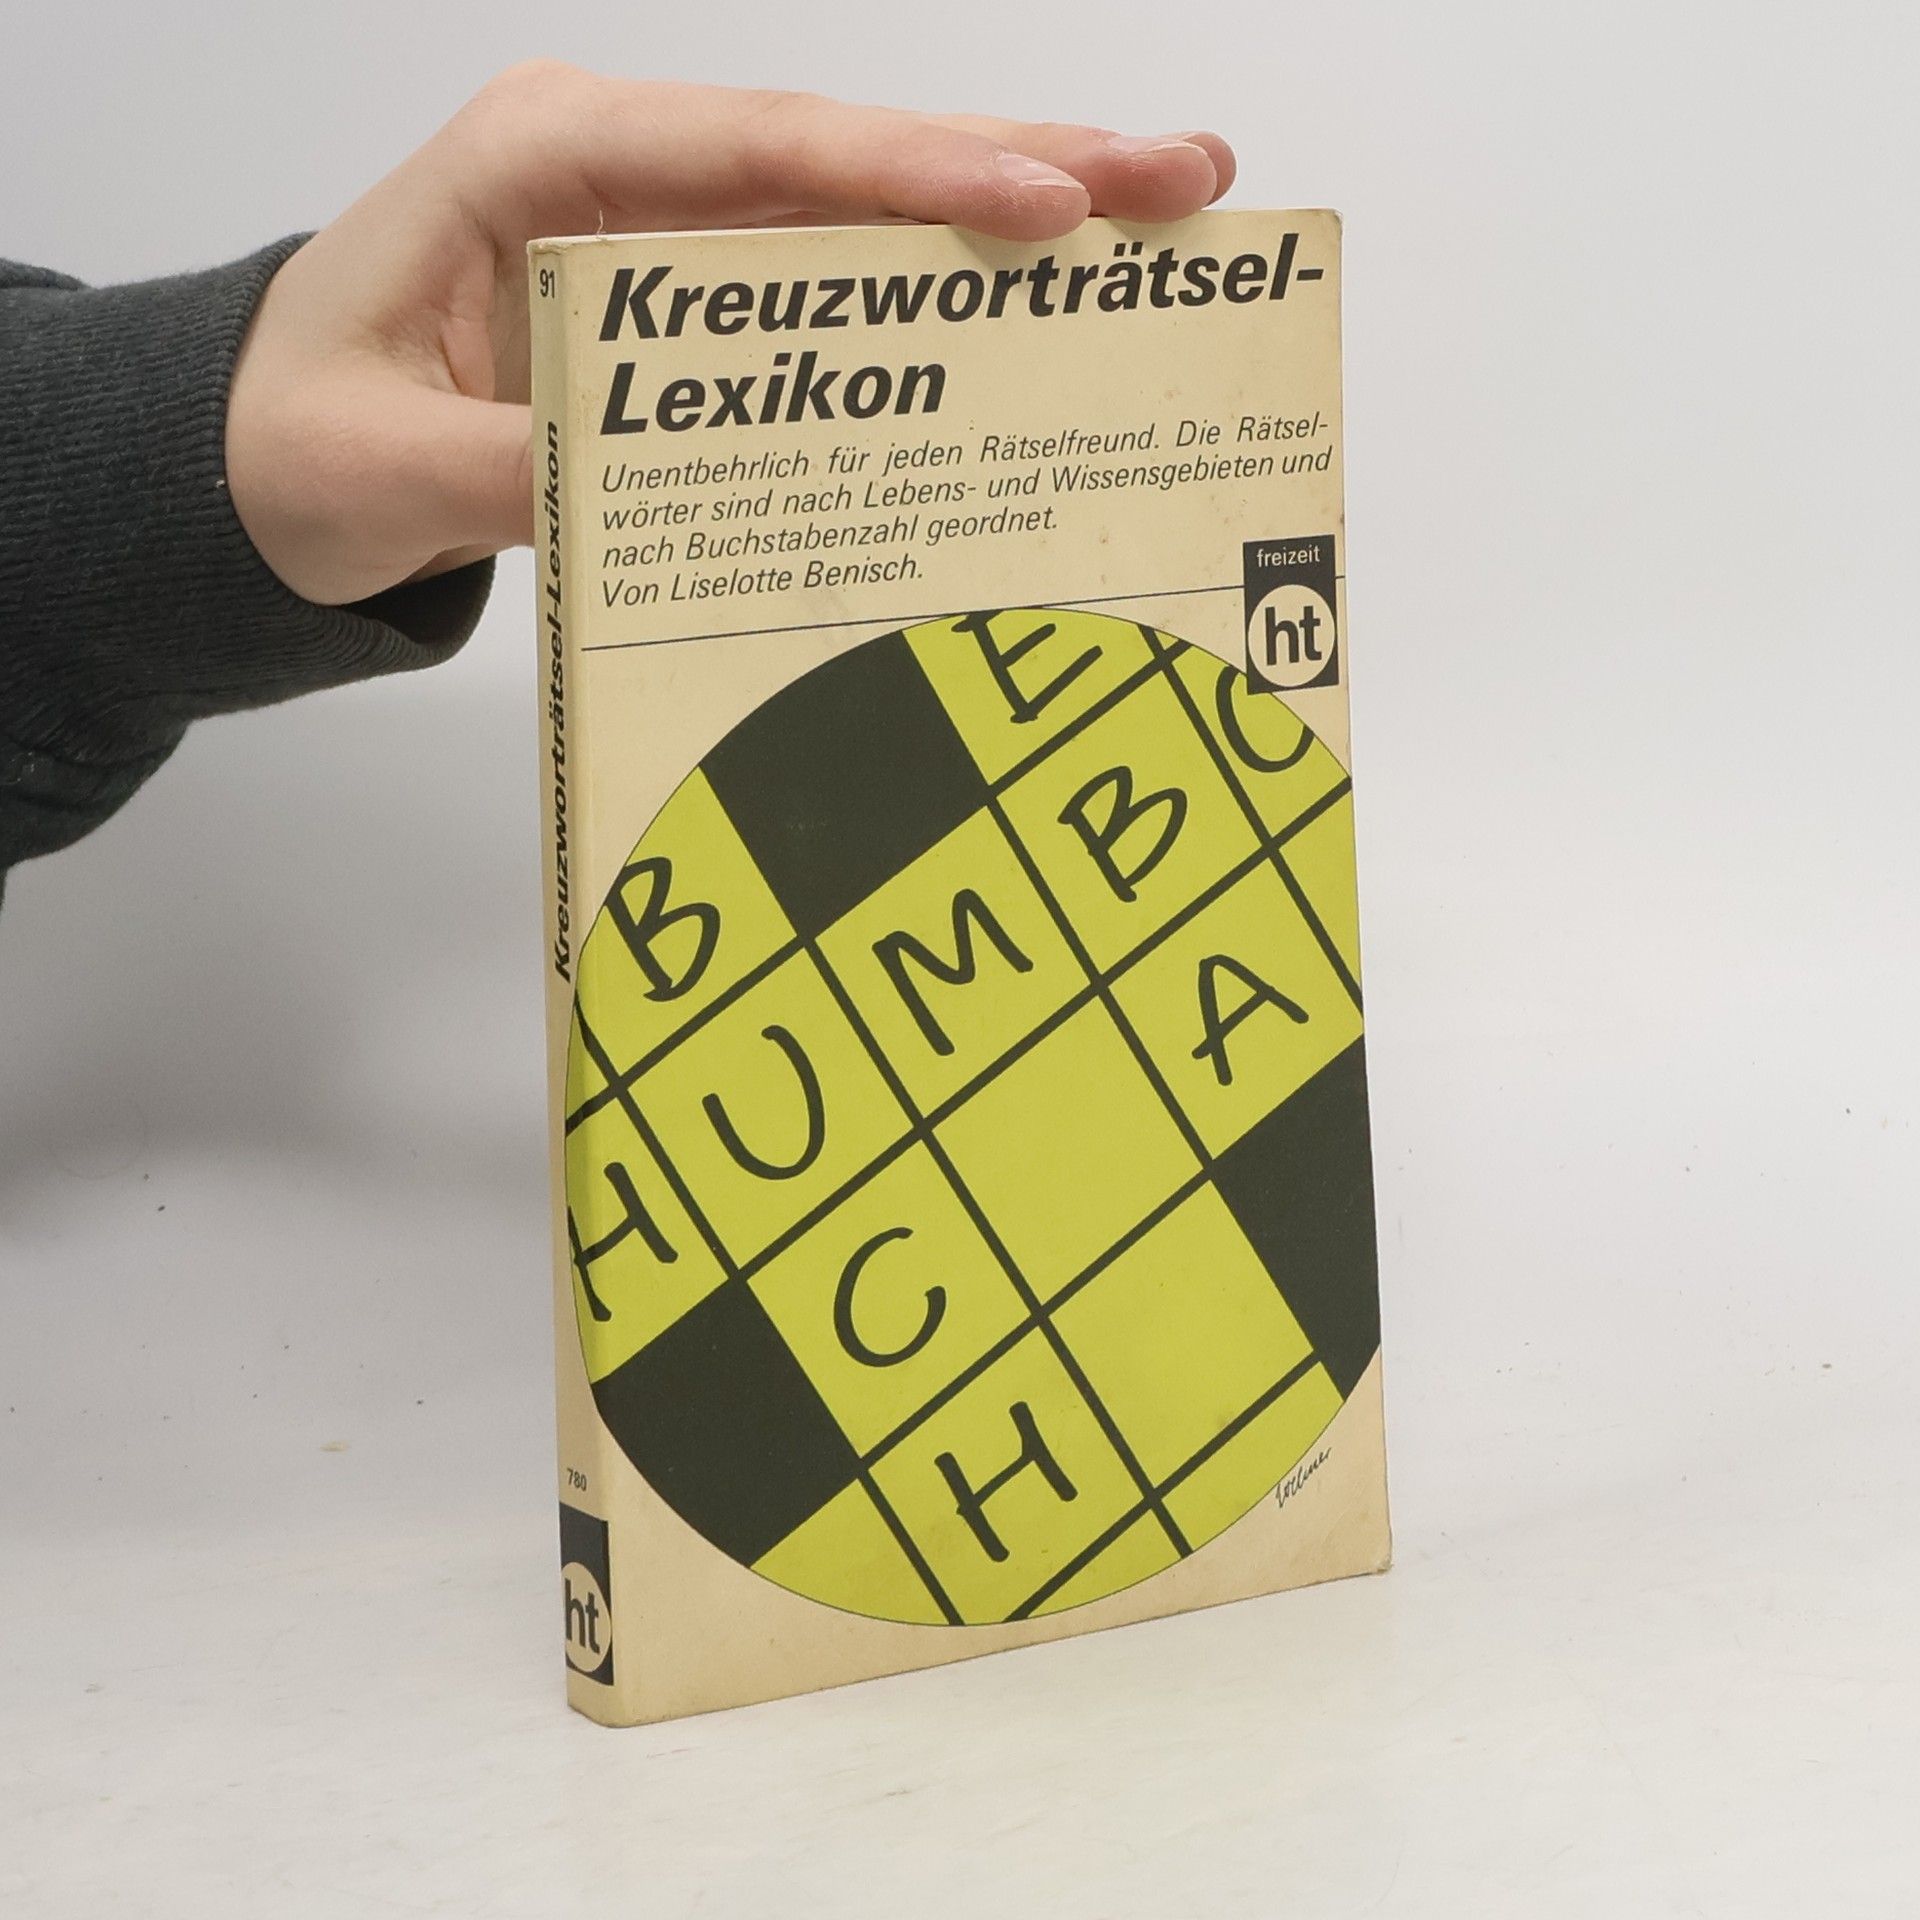 91
Kreuzworträtsel-
Lexikon
Unentbehrlich für jeden Rätselfreund. Die Rätsel-
wörter sind nach Lebens- und Wissensgebieten und
nach Buchstabenzahl geordnet.
Von Liselotte Benisch.
freizeit
ht
Kreuzworträtsel-Lexikon
E
C
B
B
M
A
U
H
C
H
780
ht